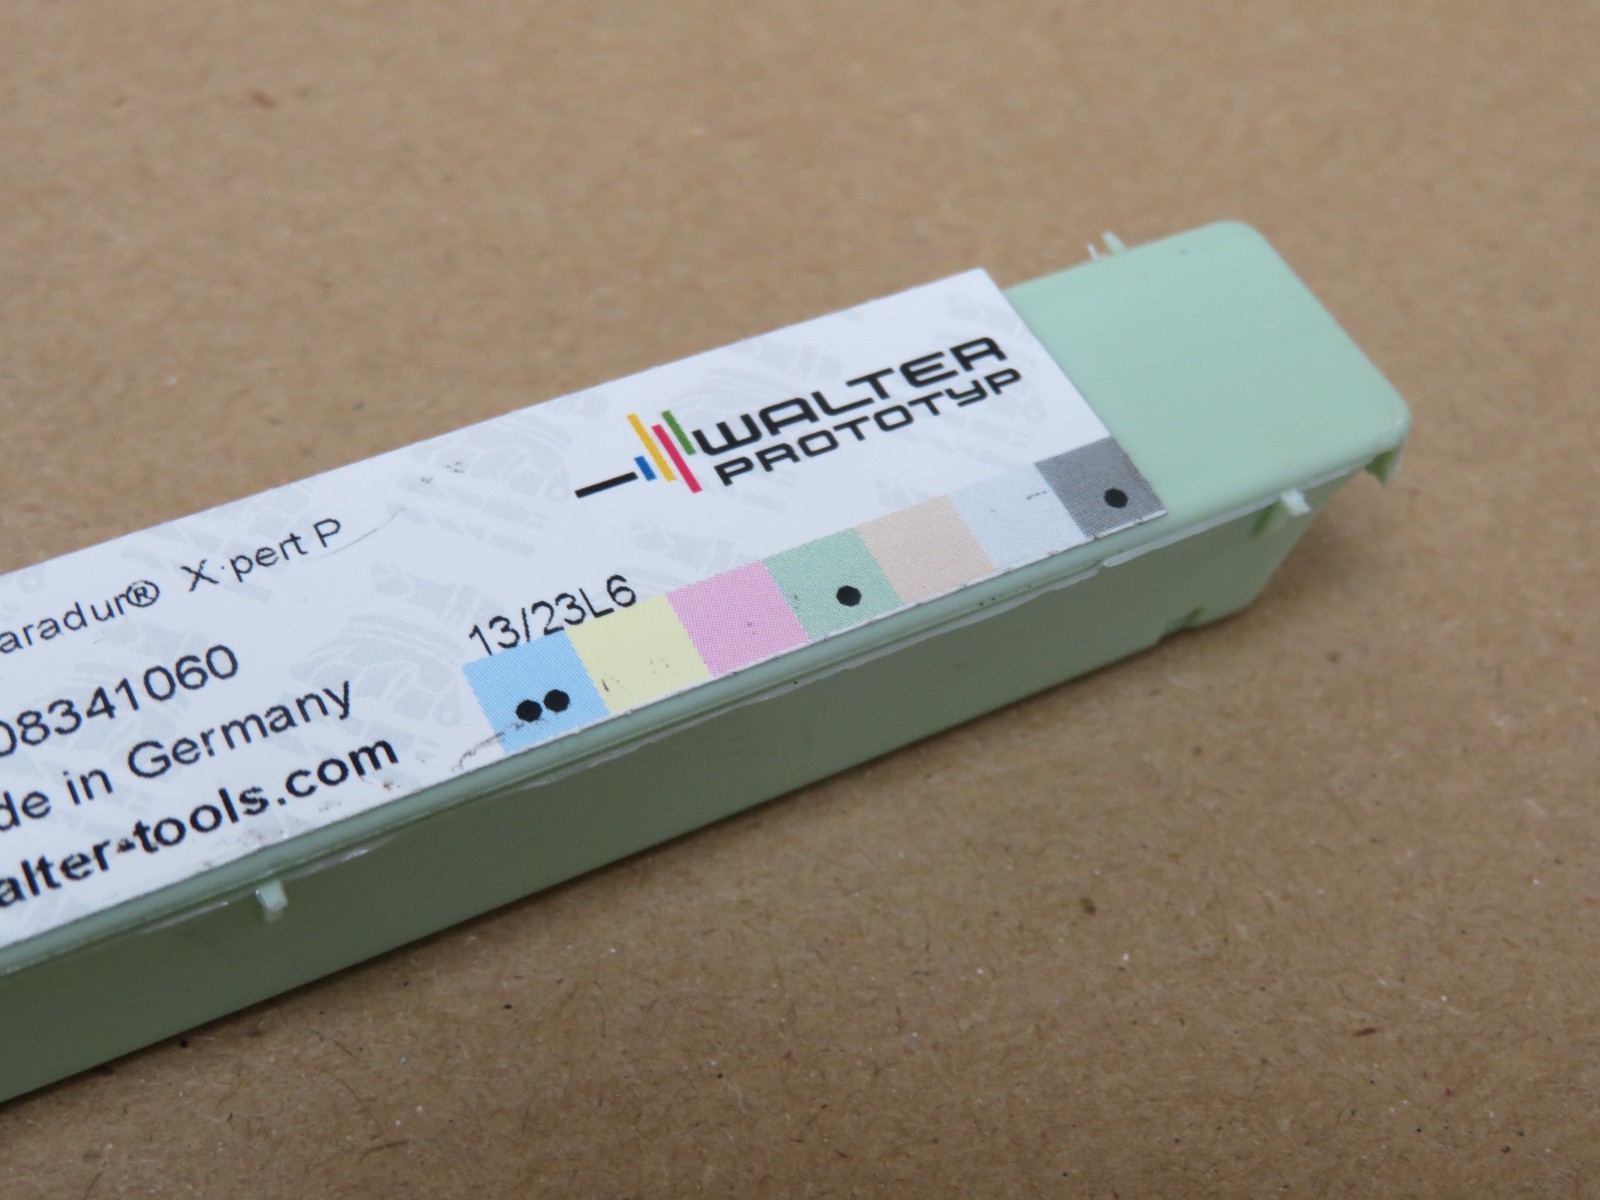 WALTER
PROTOTYP
aradur® X·pert P
08341060
de in Germany
alter-tools.com
13/23L6